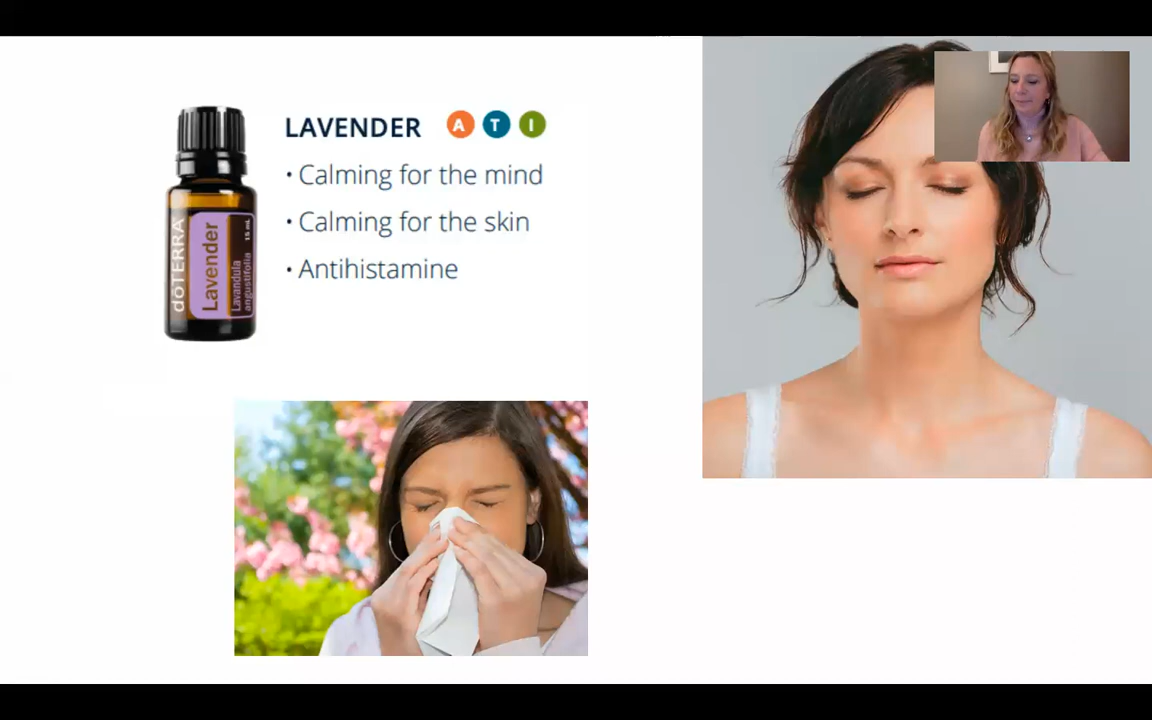 LAVENDER A T I
• Calming for the mind
• Calming for the skin
• Antihistamine
dōTERRA
Lavender
Lavandula
angustifolia 15 mL